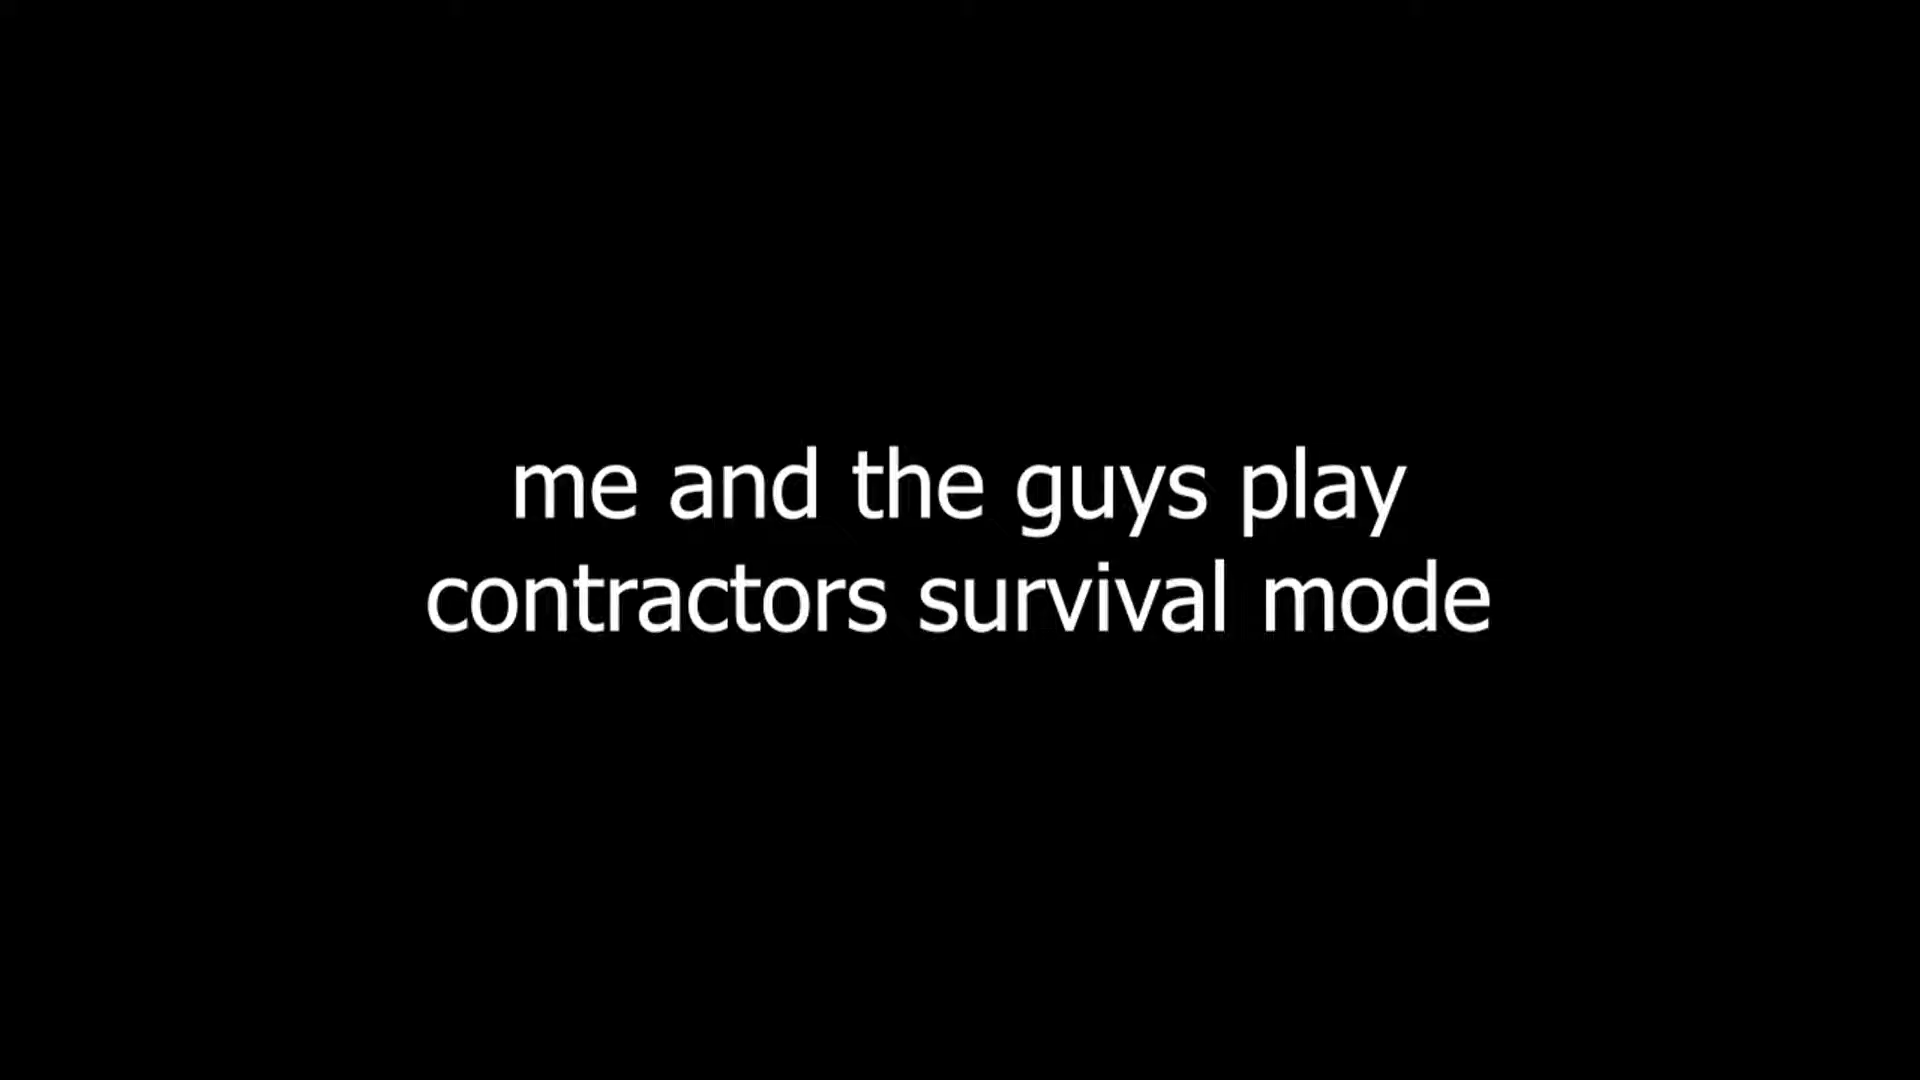 me and the guys play
contractors survival mode